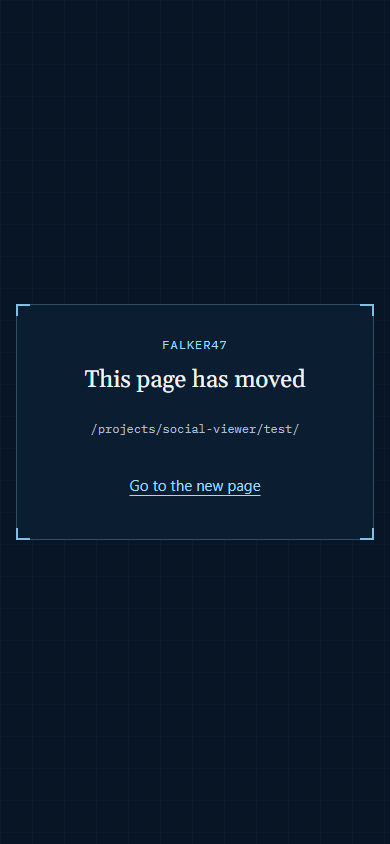 FALKER47
This page has moved
/projects/social-viewer/test/
Go to the new page